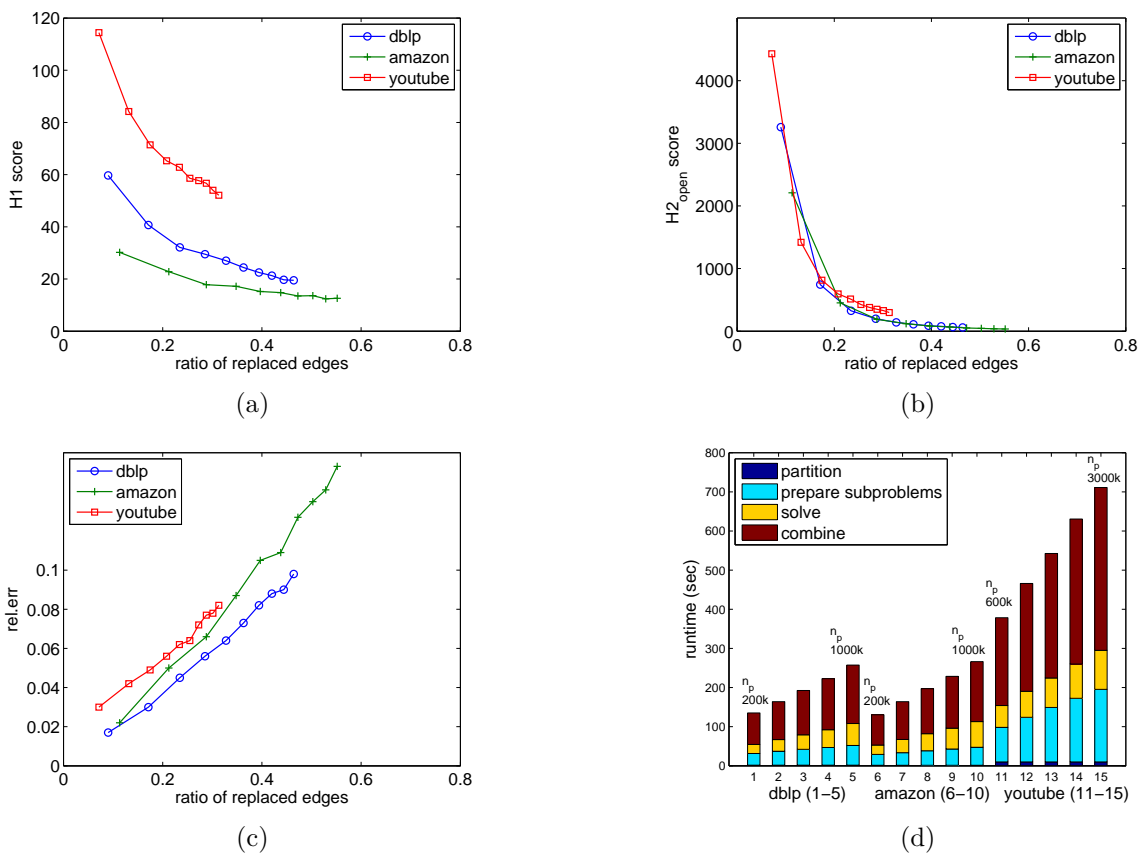 120
100
80
60
40
20
0
H1 score
0 0.2 0.4 0.6 0.8
ratio of replaced edges
dblp
amazon
youtube
(a)
4000
3000
2000
1000
0
H2open score
0 0.2 0.4 0.6 0.8
ratio of replaced edges
dblp
amazon
youtube
(b)
0.1
0.08
0.06
0.04
0.02
0
rel.err
0 0.2 0.4 0.6 0.8
ratio of replaced edges
dblp
amazon
youtube
(c)
800
700
600
500
400
300
200
100
0
runtime (sec)
partition
prepare subproblems
solve
combine
np
200k
np
1000k
np
200k
np
1000k
np
600k
np
3000k
1 2 3 4 5 6 7 8 9 10 11 12 13 14 15
dblp (1−5) amazon (6−10) youtube (11−15)
(d)